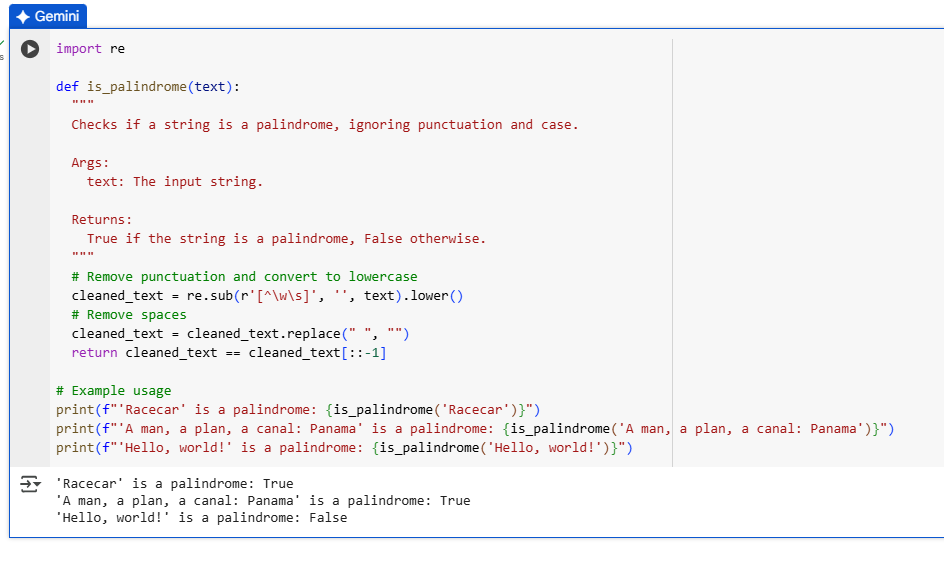 Gemini
s
import re
def is_palindrome(text):
"""
Checks if a string is a palindrome, ignoring punctuation and case.
Args:
text: The input string.
Returns:
True if the string is a palindrome, False otherwise.
"""
# Remove punctuation and convert to lowercase
cleaned_text = re.sub(r'[^\w\s]', '', text).lower()
# Remove spaces
cleaned_text = cleaned_text.replace(" ", "")
return cleaned_text == cleaned_text[::-1]
# Example usage
print(f"'Racecar' is a palindrome: {is_palindrome('Racecar')}")
print(f"'A man, a plan, a canal: Panama' is a palindrome: {is_palindrome('A man, a plan, a canal: Panama')}")
print(f"'Hello, world!' is a palindrome: {is_palindrome('Hello, world!')}")
'Racecar' is a palindrome: True
'A man, a plan, a canal: Panama' is a palindrome: True
'Hello, world!' is a palindrome: False